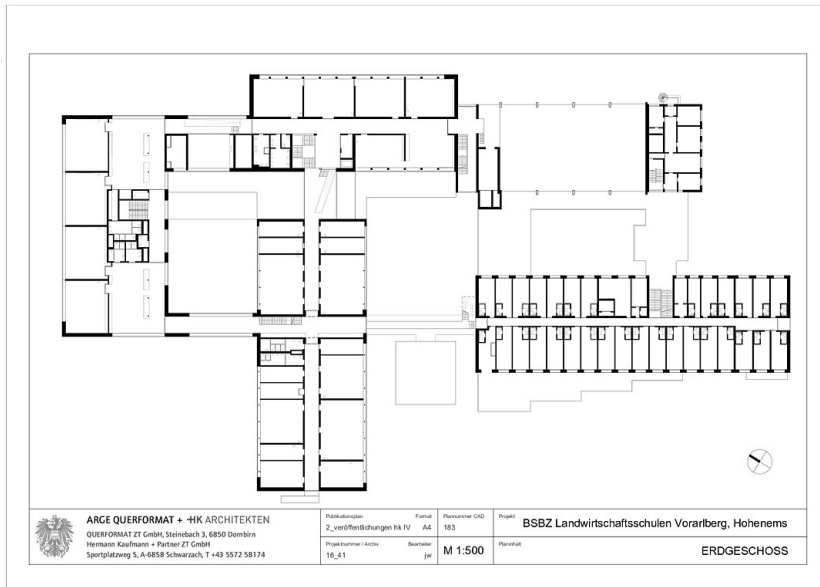 ARGE QUERFORMAT + HK ARCHITEKTEN
QUERFORMAT ZT GmbH, Steinebach 3, 6850 Dornbirn
Hermann Kaufmann + Partner ZT GmbH
Sportplatzweg 5, A-6858 Schwarzach, T +43 5572 58174
Publikationsplan Format
2_veröffentlichungen hk IV A4
Projektnummer / Archiv Bearbeiter
16_41 jw
Plannummer CAD
183
M 1:500
Projekt
BSBZ Landwirtschaftsschulen Vorarlberg, Hohenems
Planinhalt
ERDGESCHOSS